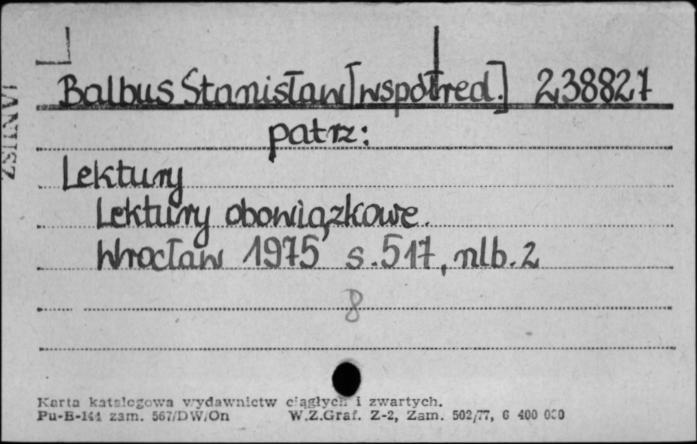 Balbus Stanisław [współred.] 238827
patrz:
Lektury
Lektury obowiązkowe.
Wrocław 1975 s. 517, nlb. 2
8
Karta katalogowa wydawnictw ciągłych i zwartych.
Pu-B-144 zam. 567/DW/On W.Z.Graf. Z-2, Zam. 502/77, 6 400 000